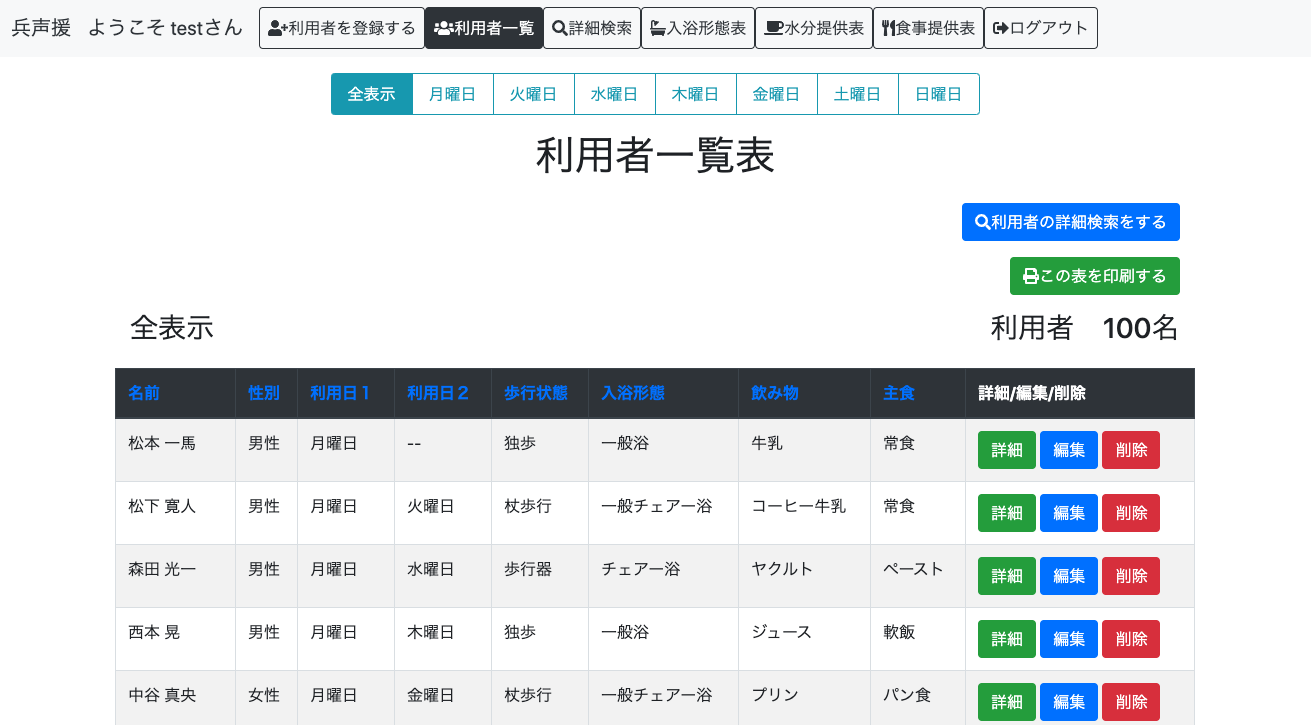 兵声援 ようこそ testさん 利用者を登録する 利用者一覧 詳細検索 入浴形態表 水分提供表 食事提供表 ログアウト
全表示 月曜日 火曜日 水曜日 木曜日 金曜日 土曜日 日曜日
利用者一覧表
利用者の詳細検索をする
この表を印刷する
全表示 利用者 100名
名前 性別 利用日1 利用日2 歩行状態 入浴形態 飲み物 主食 詳細/編集/削除
松本 一馬 男性 月曜日 -- 独歩 一般浴 牛乳 常食 詳細 編集 削除
松下 寛人 男性 月曜日 火曜日 杖歩行 一般チェアー浴 コーヒー牛乳 常食 詳細 編集 削除
森田 光一 男性 月曜日 水曜日 歩行器 チェアー浴 ヤクルト ペースト 詳細 編集 削除
西本 晃 男性 月曜日 木曜日 独歩 一般浴 ジュース 軟飯 詳細 編集 削除
中谷 真央 女性 月曜日 金曜日 杖歩行 一般チェアー浴 プリン パン食 詳細 編集 削除